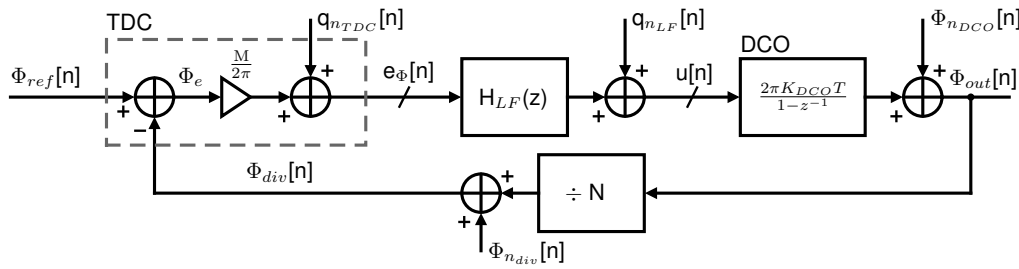 TDC
q_{n_{TDC}}[n]
q_{n_{LF}}[n]
Φ_{n_{DCO}}[n]
DCO
Φ_{ref}[n]
Φ_e
M/2π
e_Φ[n]
H_{LF}(z)
u[n]
2πK_{DCO}T / 1−z^{−1}
Φ_{out}[n]
+
−
+
+
+
+
+
+
Φ_{div}[n]
+
+
÷ N
Φ_{n_{div}}[n]